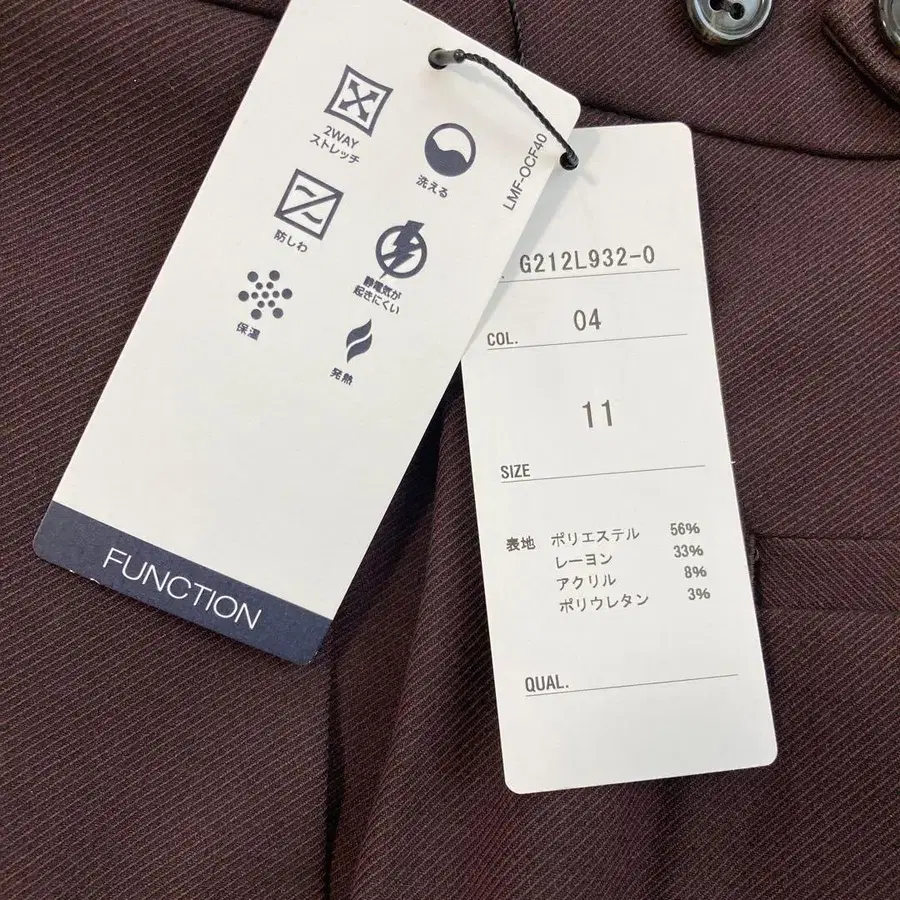 2WAY
ストレッチ
洗える
防しわ
静電気が
起きにくい
保温
発熱
LMF-OCF40
FUNCTION
G212L932-0
COL. 04
11
SIZE
表地 ポリエステル 56%
レーヨン 33%
アクリル 8%
ポリウレタン 3%
QUAL.